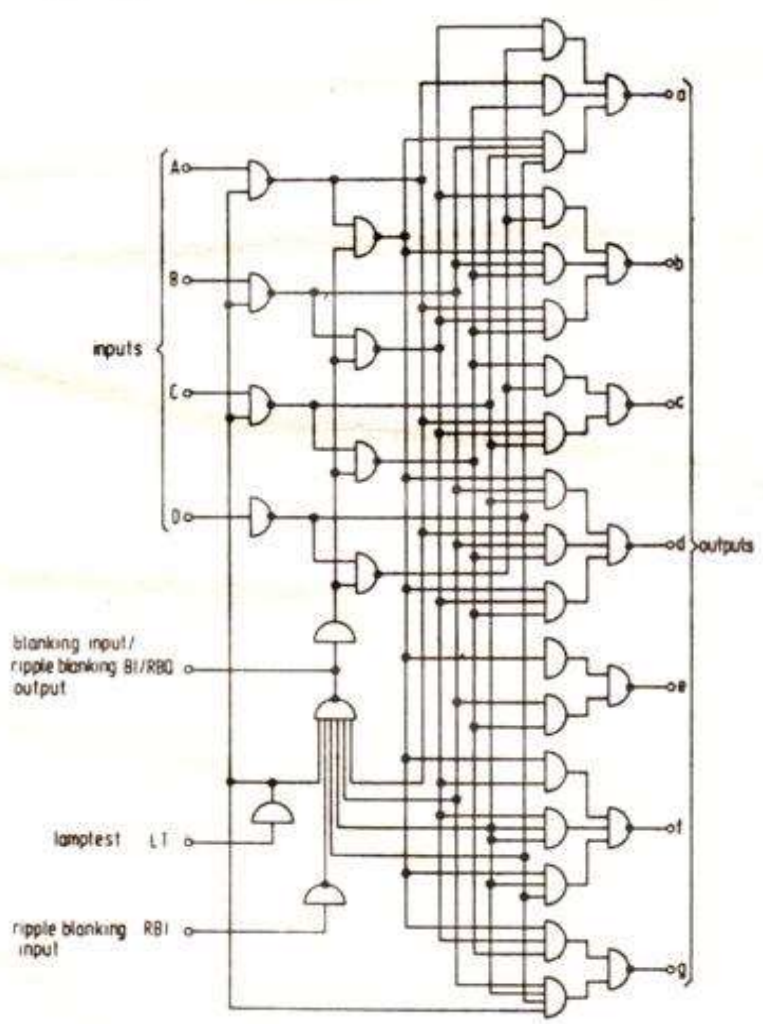 A
B
inputs
C
D
blanking input/
ripple blanking BI/RBO
output
lamptest LT
ripple blanking RBI
input
a
b
c
d
outputs
e
f
g